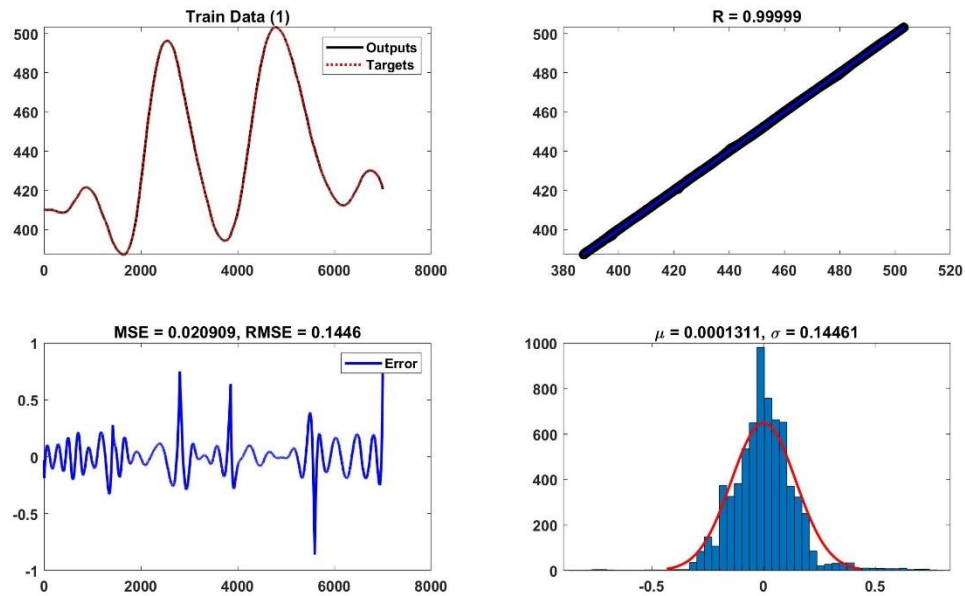 Train Data (1)
500
480
460
440
420
400
0 2000 4000 6000 8000
Outputs
Targets
R = 0.99999
500
480
460
440
420
400
380 400 420 440 460 480 500 520
MSE = 0.020909, RMSE = 0.1446
1
0.5
0
-0.5
-1
0 2000 4000 6000 8000
Error
μ = 0.0001311, σ = 0.14461
1000
800
600
400
200
0
-0.5 0 0.5